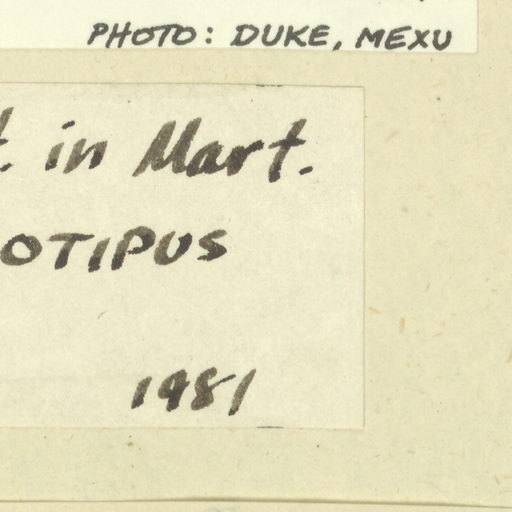 PHOTO: DUKE, MEXU
t. in Mart.
OTIPUS
1981